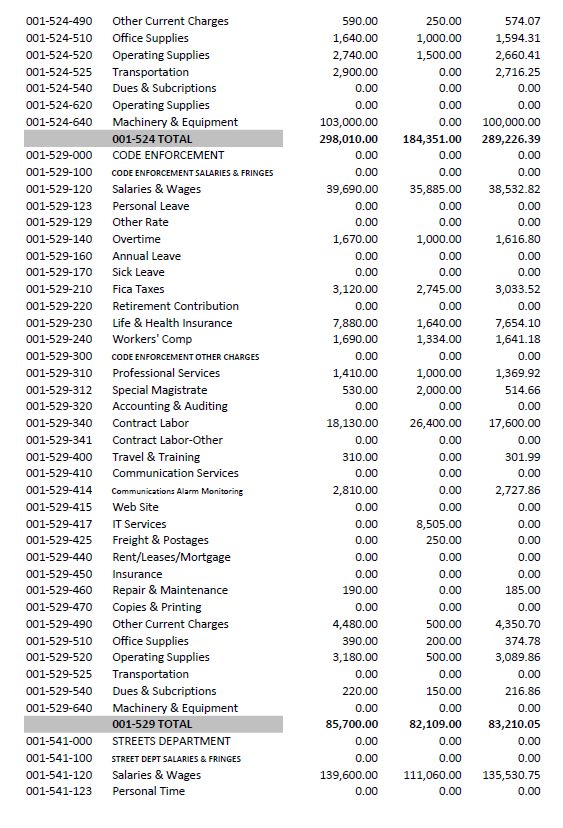 001-524-490 Other Current Charges 590.00 250.00 574.07
001-524-510 Office Supplies 1,640.00 1,000.00 1,594.31
001-524-520 Operating Supplies 2,740.00 1,500.00 2,660.41
001-524-525 Transportation 2,900.00 0.00 2,716.25
001-524-540 Dues & Subcriptions 0.00 0.00 0.00
001-524-620 Operating Supplies 0.00 0.00 0.00
001-524-640 Machinery & Equipment 103,000.00 0.00 100,000.00
001-524 TOTAL 298,010.00 184,351.00 289,226.39
001-529-000 CODE ENFORCEMENT 0.00 0.00 0.00
001-529-100 CODE ENFORCEMENT SALARIES & FRINGES 0.00 0.00 0.00
001-529-120 Salaries & Wages 39,690.00 35,885.00 38,532.82
001-529-123 Personal Leave 0.00 0.00 0.00
001-529-129 Other Rate 0.00 0.00 0.00
001-529-140 Overtime 1,670.00 1,000.00 1,616.80
001-529-160 Annual Leave 0.00 0.00 0.00
001-529-170 Sick Leave 0.00 0.00 0.00
001-529-210 Fica Taxes 3,120.00 2,745.00 3,033.52
001-529-220 Retirement Contribution 0.00 0.00 0.00
001-529-230 Life & Health Insurance 7,880.00 1,640.00 7,654.10
001-529-240 Workers' Comp 1,690.00 1,334.00 1,641.18
001-529-300 CODE ENFORCEMENT OTHER CHARGES 0.00 0.00 0.00
001-529-310 Professional Services 1,410.00 1,000.00 1,369.92
001-529-312 Special Magistrate 530.00 2,000.00 514.66
001-529-320 Accounting & Auditing 0.00 0.00 0.00
001-529-340 Contract Labor 18,130.00 26,400.00 17,600.00
001-529-341 Contract Labor-Other 0.00 0.00 0.00
001-529-400 Travel & Training 310.00 0.00 301.99
001-529-410 Communication Services 0.00 0.00 0.00
001-529-414 Communications Alarm Monitoring 2,810.00 0.00 2,727.86
001-529-415 Web Site 0.00 0.00 0.00
001-529-417 IT Services 0.00 8,505.00 0.00
001-529-425 Freight & Postages 0.00 250.00 0.00
001-529-440 Rent/Leases/Mortgage 0.00 0.00 0.00
001-529-450 Insurance 0.00 0.00 0.00
001-529-460 Repair & Maintenance 190.00 0.00 185.00
001-529-470 Copies & Printing 0.00 0.00 0.00
001-529-490 Other Current Charges 4,480.00 500.00 4,350.70
001-529-510 Office Supplies 390.00 200.00 374.78
001-529-520 Operating Supplies 3,180.00 500.00 3,089.86
001-529-525 Transportation 0.00 0.00 0.00
001-529-540 Dues & Subcriptions 220.00 150.00 216.86
001-529-640 Machinery & Equipment 0.00 0.00 0.00
001-529 TOTAL 85,700.00 82,109.00 83,210.05
001-541-000 STREETS DEPARTMENT 0.00 0.00 0.00
001-541-100 STREET DEPT SALARIES & FRINGES 0.00 0.00 0.00
001-541-120 Salaries & Wages 139,600.00 111,060.00 135,530.75
001-541-123 Personal Time 0.00 0.00 0.00